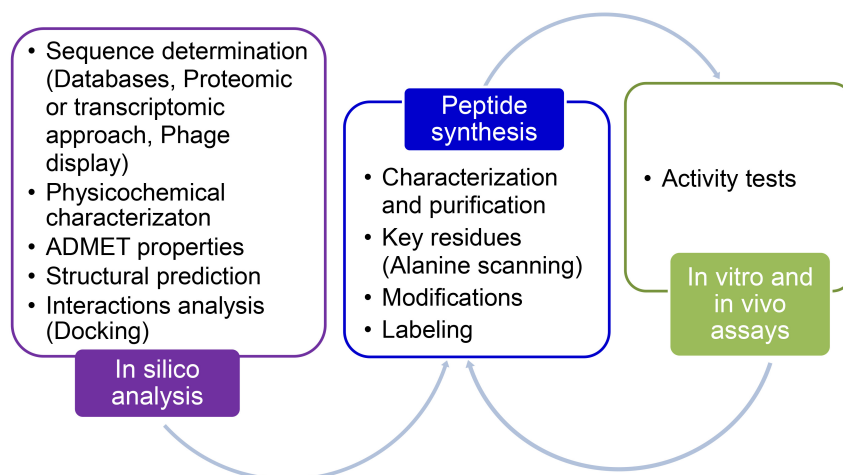 • Sequence determination
(Databases, Proteomic
or transcriptomic
approach, Phage
display)
• Physicochemical
characterizaton
• ADMET properties
• Structural prediction
• Interactions analysis
(Docking)
In silico
analysis
Peptide
synthesis
• Characterization
and purification
• Key residues
(Alanine scanning)
• Modifications
• Labeling
• Activity tests
In vitro and
in vivo
assays